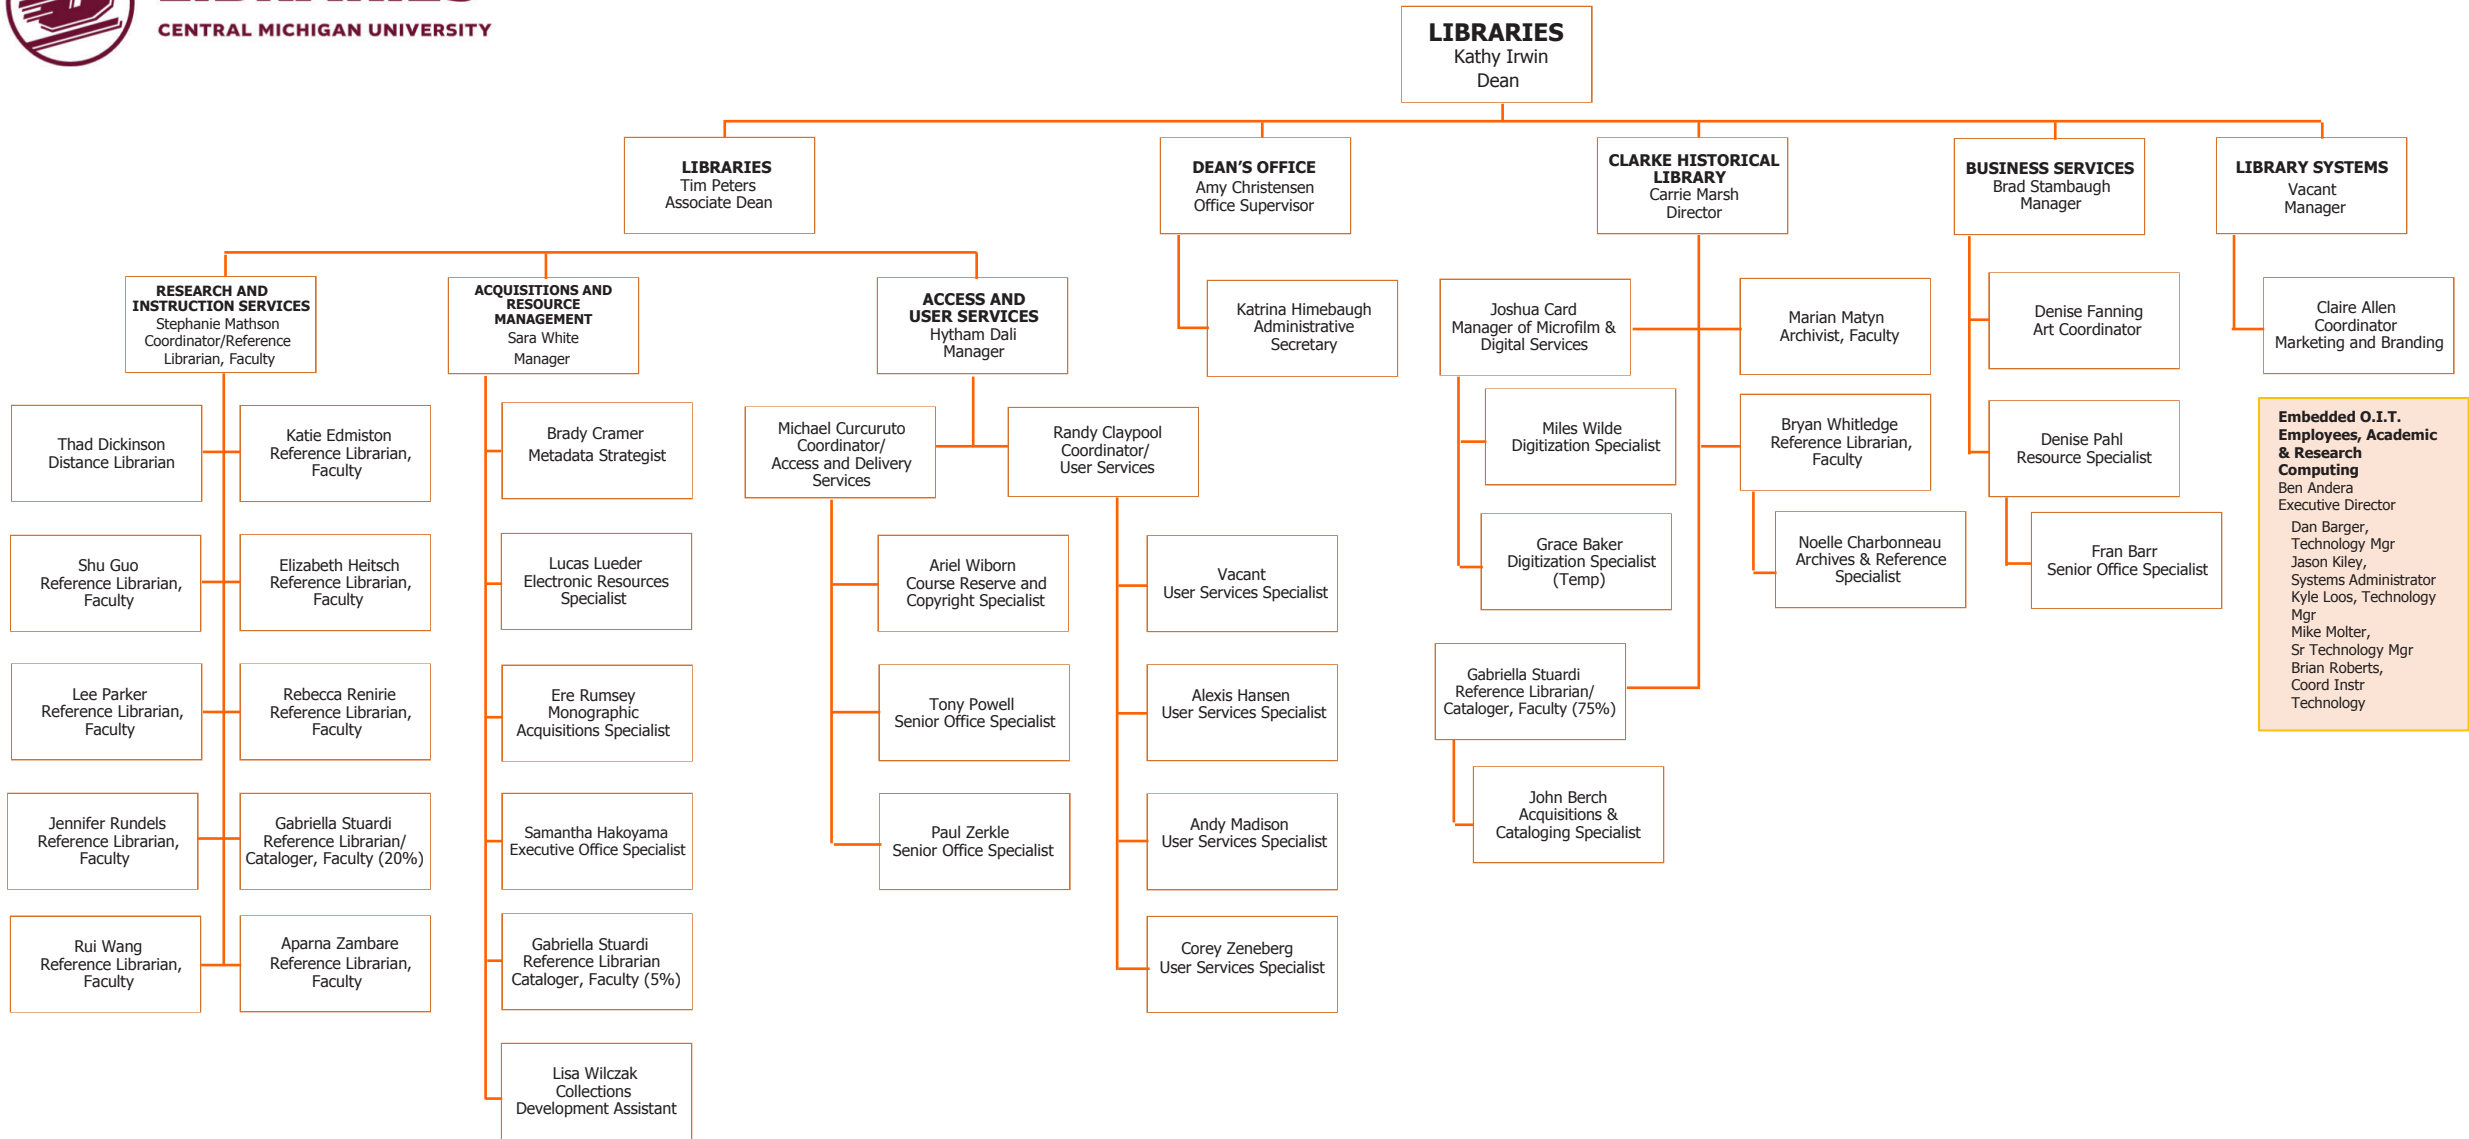 LIBRARIES
CENTRAL MICHIGAN UNIVERSITY
LIBRARIES
Kathy Irwin
Dean
LIBRARIES
Tim Peters
Associate Dean
DEAN'S OFFICE
Amy Christensen
Office Supervisor
CLARKE HISTORICAL
LIBRARY
Carrie Marsh
Director
BUSINESS SERVICES
Brad Stambaugh
Manager
LIBRARY SYSTEMS
Vacant
Manager
RESEARCH AND
INSTRUCTION SERVICES
Stephanie Mathson
Coordinator/Reference
Librarian, Faculty
ACQUISITIONS AND
RESOURCE
MANAGEMENT
Sara White
Manager
ACCESS AND
USER SERVICES
Hytham Dali
Manager
Katrina Himebaugh
Administrative
Secretary
Joshua Card
Manager of Microfilm &
Digital Services
Marian Matyn
Archivist, Faculty
Denise Fanning
Art Coordinator
Claire Allen
Coordinator
Marketing and Branding
Thad Dickinson
Distance Librarian
Katie Edmiston
Reference Librarian,
Faculty
Brady Cramer
Metadata Strategist
Michael Curcuruto
Coordinator/
Access and Delivery
Services
Randy Claypool
Coordinator/
User Services
Miles Wilde
Digitization Specialist
Bryan Whitledge
Reference Librarian,
Faculty
Denise Pahl
Resource Specialist
Embedded O.I.T.
Employees, Academic
& Research
Computing
Ben Andera
Executive Director
Dan Barger,
Technology Mgr
Jason Kiley,
Systems Administrator
Kyle Loos, Technology
Mgr
Mike Molter,
Sr Technology Mgr
Brian Roberts,
Coord Instr
Technology
Shu Guo
Reference Librarian,
Faculty
Elizabeth Heitsch
Reference Librarian,
Faculty
Lucas Lueder
Electronic Resources
Specialist
Ariel Wiborn
Course Reserve and
Copyright Specialist
Vacant
User Services Specialist
Grace Baker
Digitization Specialist
(Temp)
Noelle Charbonneau
Archives & Reference
Specialist
Fran Barr
Senior Office Specialist
Lee Parker
Reference Librarian,
Faculty
Rebecca Renirie
Reference Librarian,
Faculty
Ere Rumsey
Monographic
Acquisitions Specialist
Tony Powell
Senior Office Specialist
Alexis Hansen
User Services Specialist
Gabriella Stuardi
Reference Librarian/
Cataloger, Faculty (75%)
Jennifer Rundels
Reference Librarian,
Faculty
Gabriella Stuardi
Reference Librarian/
Cataloger, Faculty (20%)
Samantha Hakoyama
Executive Office Specialist
Paul Zerkle
Senior Office Specialist
Andy Madison
User Services Specialist
John Berch
Acquisitions &
Cataloging Specialist
Rui Wang
Reference Librarian,
Faculty
Aparna Zambare
Reference Librarian,
Faculty
Gabriella Stuardi
Reference Librarian
Cataloger, Faculty (5%)
Corey Zeneberg
User Services Specialist
Lisa Wilczak
Collections
Development Assistant